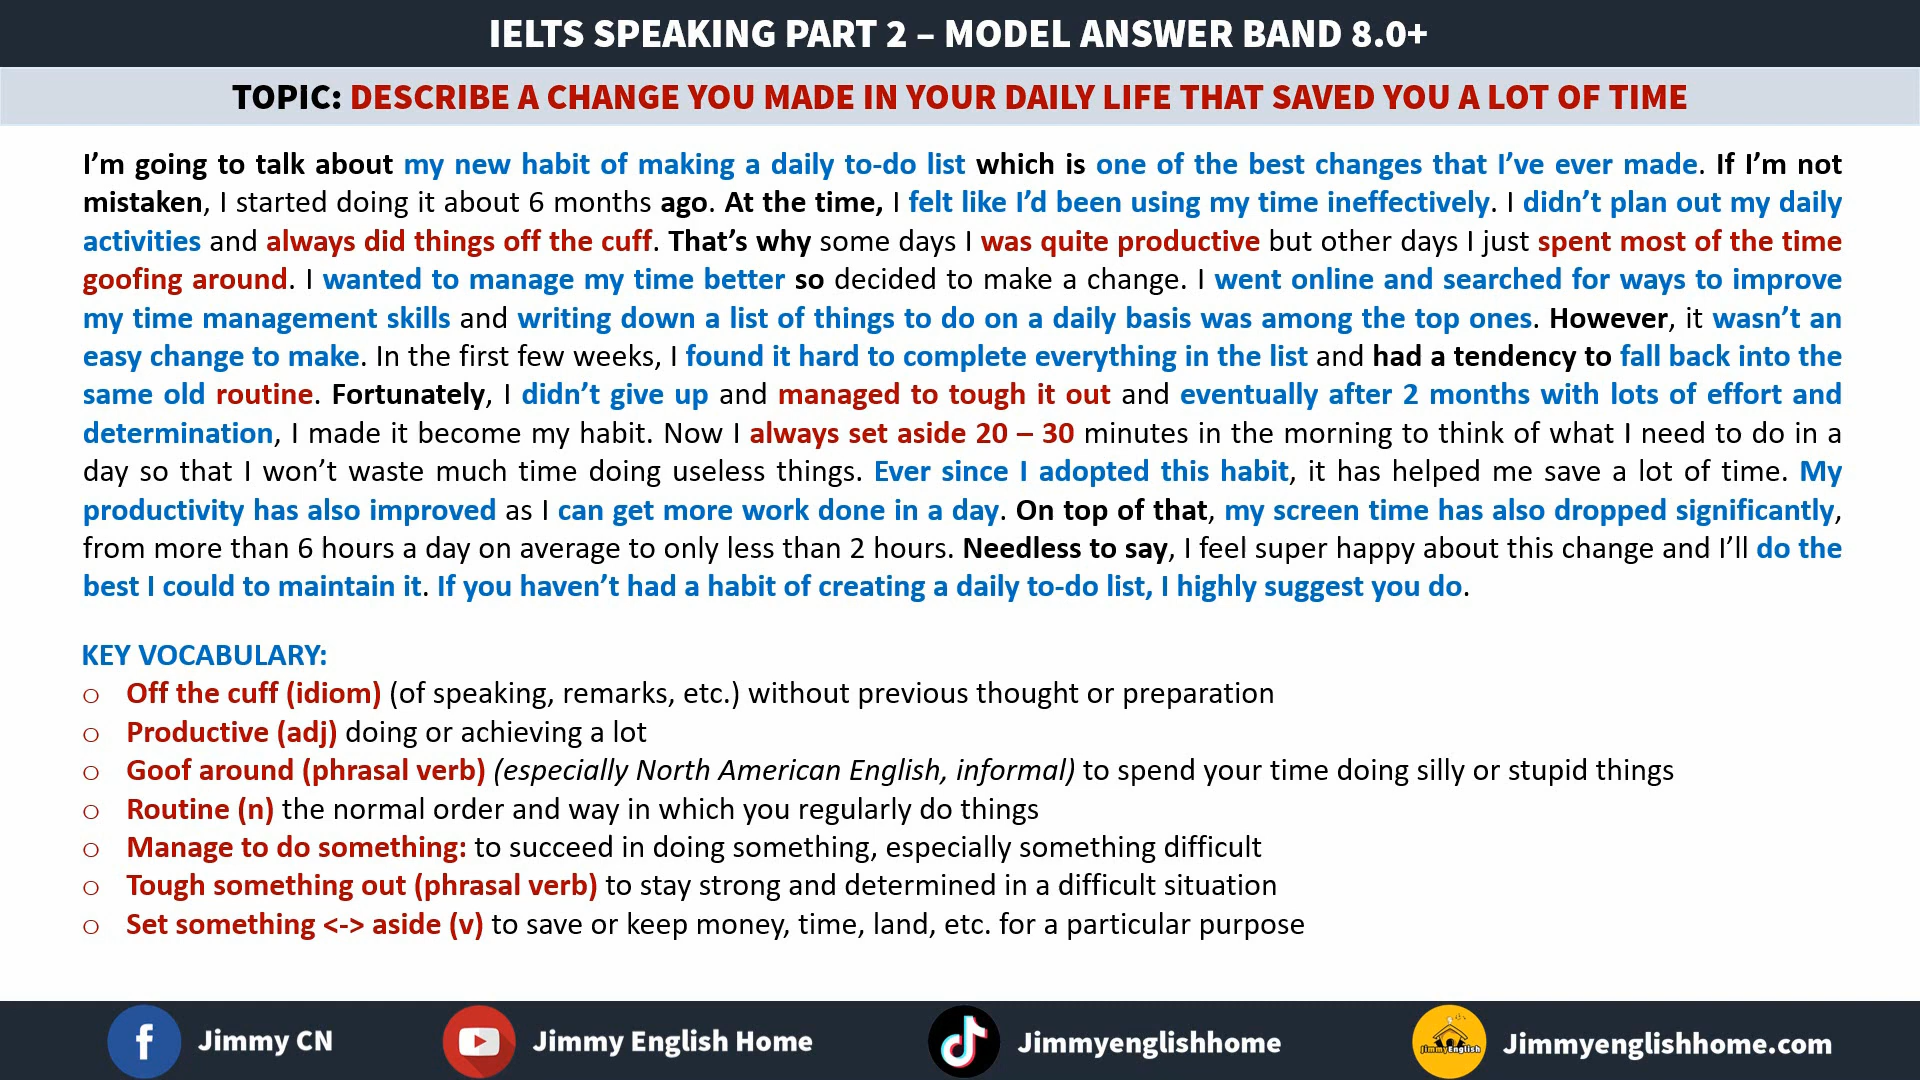 IELTS SPEAKING PART 2 – MODEL ANSWER BAND 8.0+
TOPIC: DESCRIBE A CHANGE YOU MADE IN YOUR DAILY LIFE THAT SAVED YOU A LOT OF TIME
I’m going to talk about my new habit of making a daily to-do list which is one of the best changes that I’ve ever made. If I’m not
mistaken, I started doing it about 6 months ago. At the time, I felt like I’d been using my time ineffectively. I didn’t plan out my daily
activities and always did things off the cuff. That’s why some days I was quite productive but other days I just spent most of the time
goofing around. I wanted to manage my time better so decided to make a change. I went online and searched for ways to improve
my time management skills and writing down a list of things to do on a daily basis was among the top ones. However, it wasn’t an
easy change to make. In the first few weeks, I found it hard to complete everything in the list and had a tendency to fall back into the
same old routine. Fortunately, I didn’t give up and managed to tough it out and eventually after 2 months with lots of effort and
determination, I made it become my habit. Now I always set aside 20 – 30 minutes in the morning to think of what I need to do in a
day so that I won’t waste much time doing useless things. Ever since I adopted this habit, it has helped me save a lot of time. My
productivity has also improved as I can get more work done in a day. On top of that, my screen time has also dropped significantly,
from more than 6 hours a day on average to only less than 2 hours. Needless to say, I feel super happy about this change and I’ll do the
best I could to maintain it. If you haven’t had a habit of creating a daily to-do list, I highly suggest you do.
KEY VOCABULARY:
o Off the cuff (idiom) (of speaking, remarks, etc.) without previous thought or preparation
o Productive (adj) doing or achieving a lot
o Goof around (phrasal verb) (especially North American English, informal) to spend your time doing silly or stupid things
o Routine (n) the normal order and way in which you regularly do things
o Manage to do something: to succeed in doing something, especially something difficult
o Tough something out (phrasal verb) to stay strong and determined in a difficult situation
o Set something <-> aside (v) to save or keep money, time, land, etc. for a particular purpose
f Jimmy CN Jimmy English Home Jimmyenglishhome JimmyEnglish Jimmyenglishhome.com